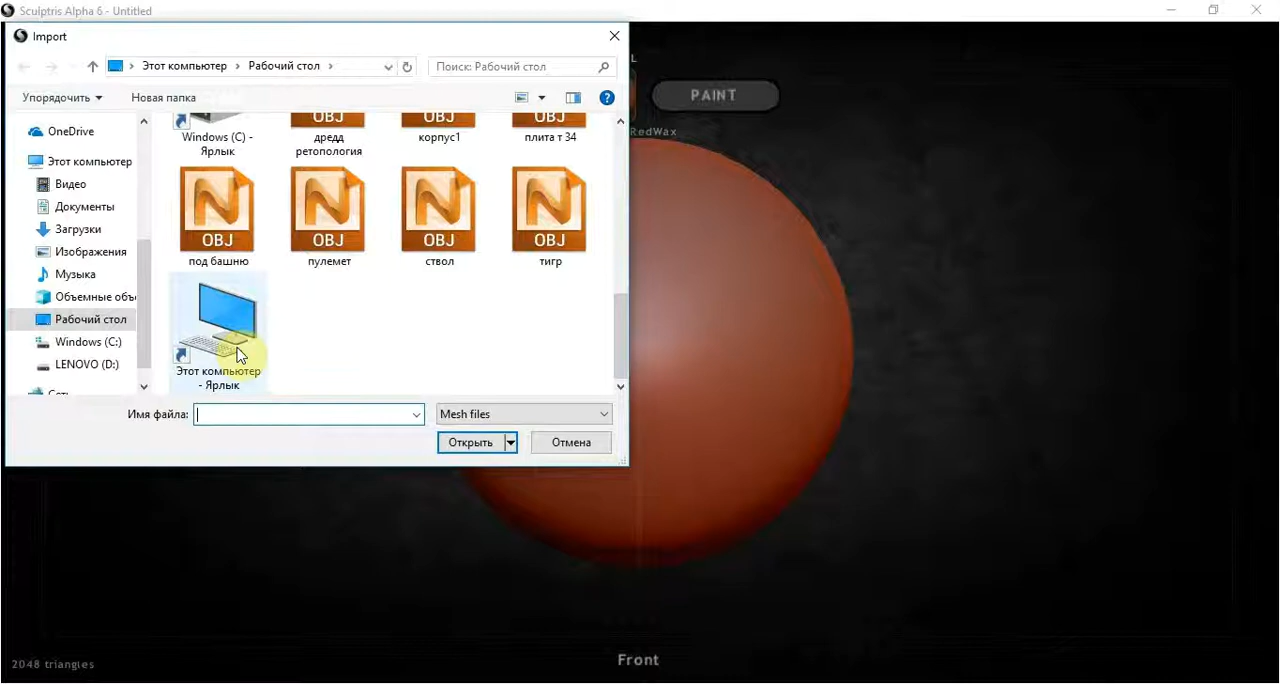 Sculptris Alpha 6 - Untitled
Import
Этот компьютер
Рабочий стол
Поиск: Рабочий стол
Упорядочить
Новая папка
L
PAINT
RedWax
OneDrive
Этот компьютер
Видео
Документы
Загрузки
Изображения
Музыка
Объемные объ
Рабочий стол
Windows (C:)
LENOVO (D:)
Windows (C) -
Ярлык
OBJ
дредд
ретопология
OBJ
корпус1
OBJ
плита т 34
OBJ
под башню
OBJ
пулемет
OBJ
ствол
OBJ
тигр
Этот компьютер
- Ярлык
Имя файла:
Mesh files
Открыть
Отмена
2048 triangles
Front